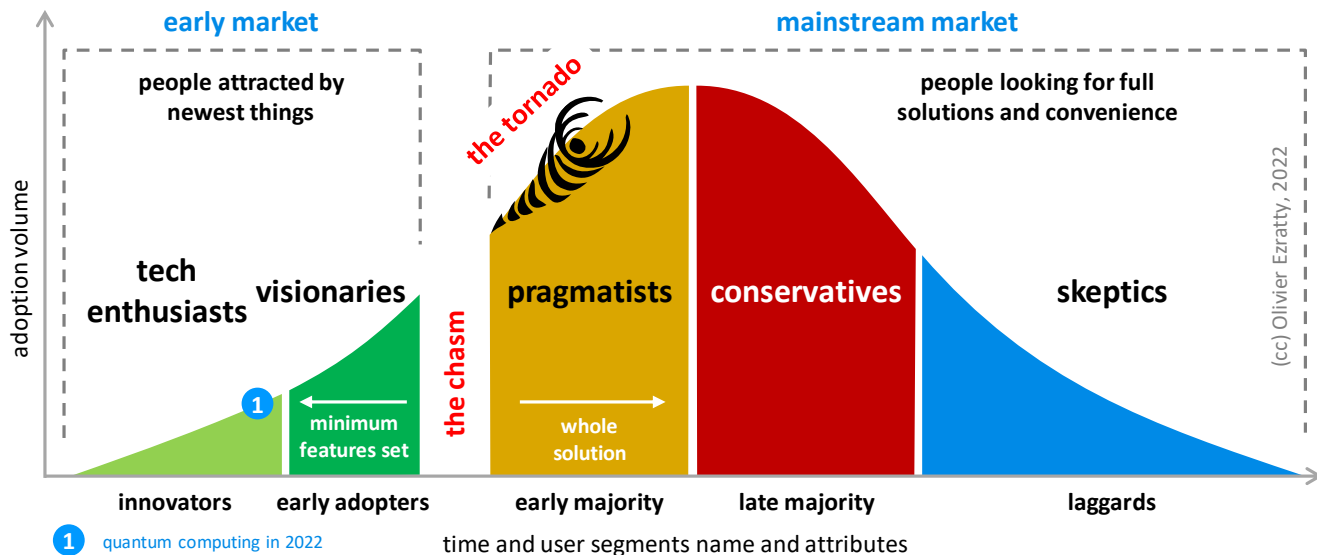 early market
mainstream market
people attracted by
newest things
the tornado
people looking for full
solutions and convenience
adoption volume
tech
enthusiasts
visionaries
the chasm
pragmatists
conservatives
skeptics
(cc) Olivier Ezratty, 2022
1
minimum
features set
whole
solution
innovators
early adopters
early majority
late majority
laggards
1 quantum computing in 2022
time and user segments name and attributes